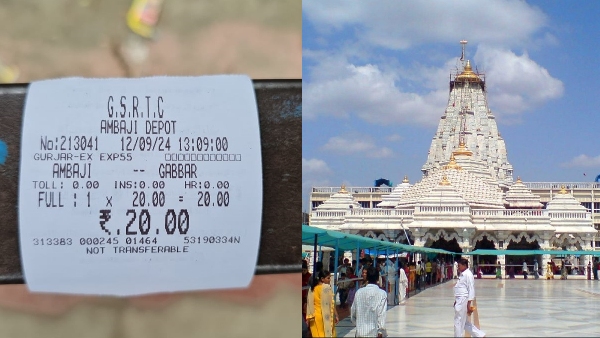 G.S.R.T.C
AMBAJI DEPOT
No:213041 12/09/24 13:09:00
GURJAR-EX EXP55
AMBAJI -- GABBAR
TOLL: 0.00 INS:0.00 HR:0.00
FULL : 1 x 20.00 = 20.00
₹.20.00
313383 000245 01464 53190334N
NOT TRANSFERABLE